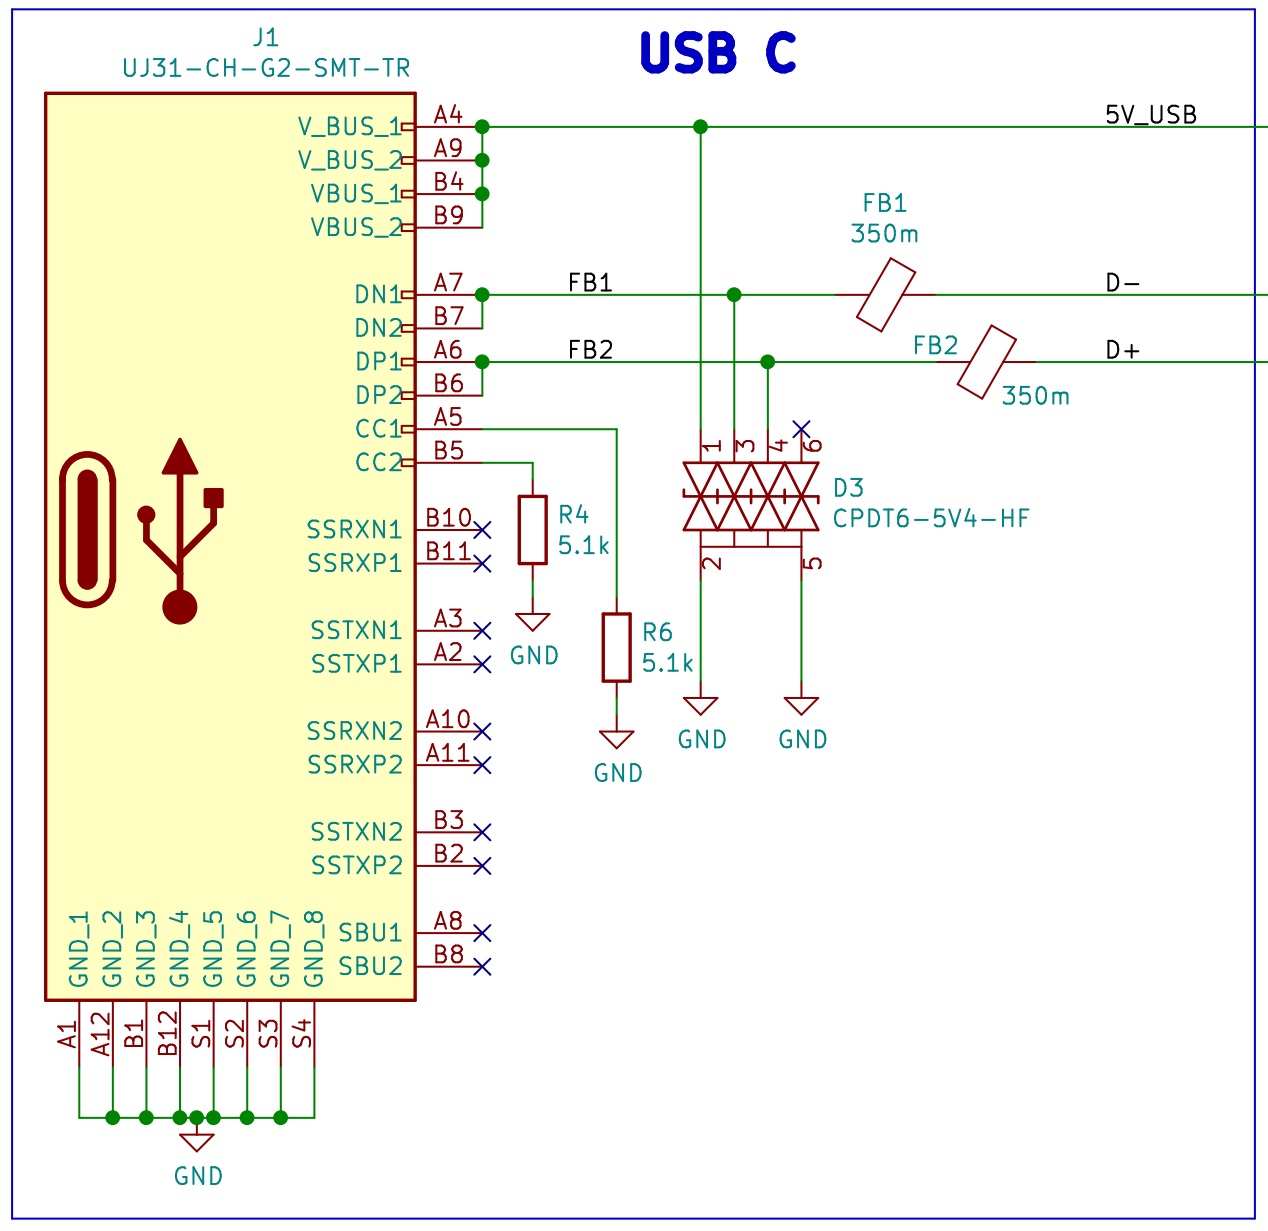 USB C
J1
UJ31-CH-G2-SMT-TR
V_BUS_1 A4
V_BUS_2 A9
VBUS_1 B4
VBUS_2 B9
DN1 A7
DN2 B7
DP1 A6
DP2 B6
CC1 A5
CC2 B5
SSRXN1 B10
SSRXP1 B11
SSTXN1 A3
SSTXP1 A2
SSRXN2 A10
SSRXP2 A11
SSTXN2 B3
SSTXP2 B2
SBU1 A8
SBU2 B8
GND_1 A1
GND_2 A12
GND_3 B1
GND_4 B12
GND_5 S1
GND_6 S2
GND_7 S3
GND_8 S4
GND
5V_USB
FB1
350m
FB1
D-
FB2
FB2
350m
D+
R4
5.1k
GND
R6
5.1k
GND
1
3
4
6
D3
CPDT6-5V4-HF
2
5
GND
GND